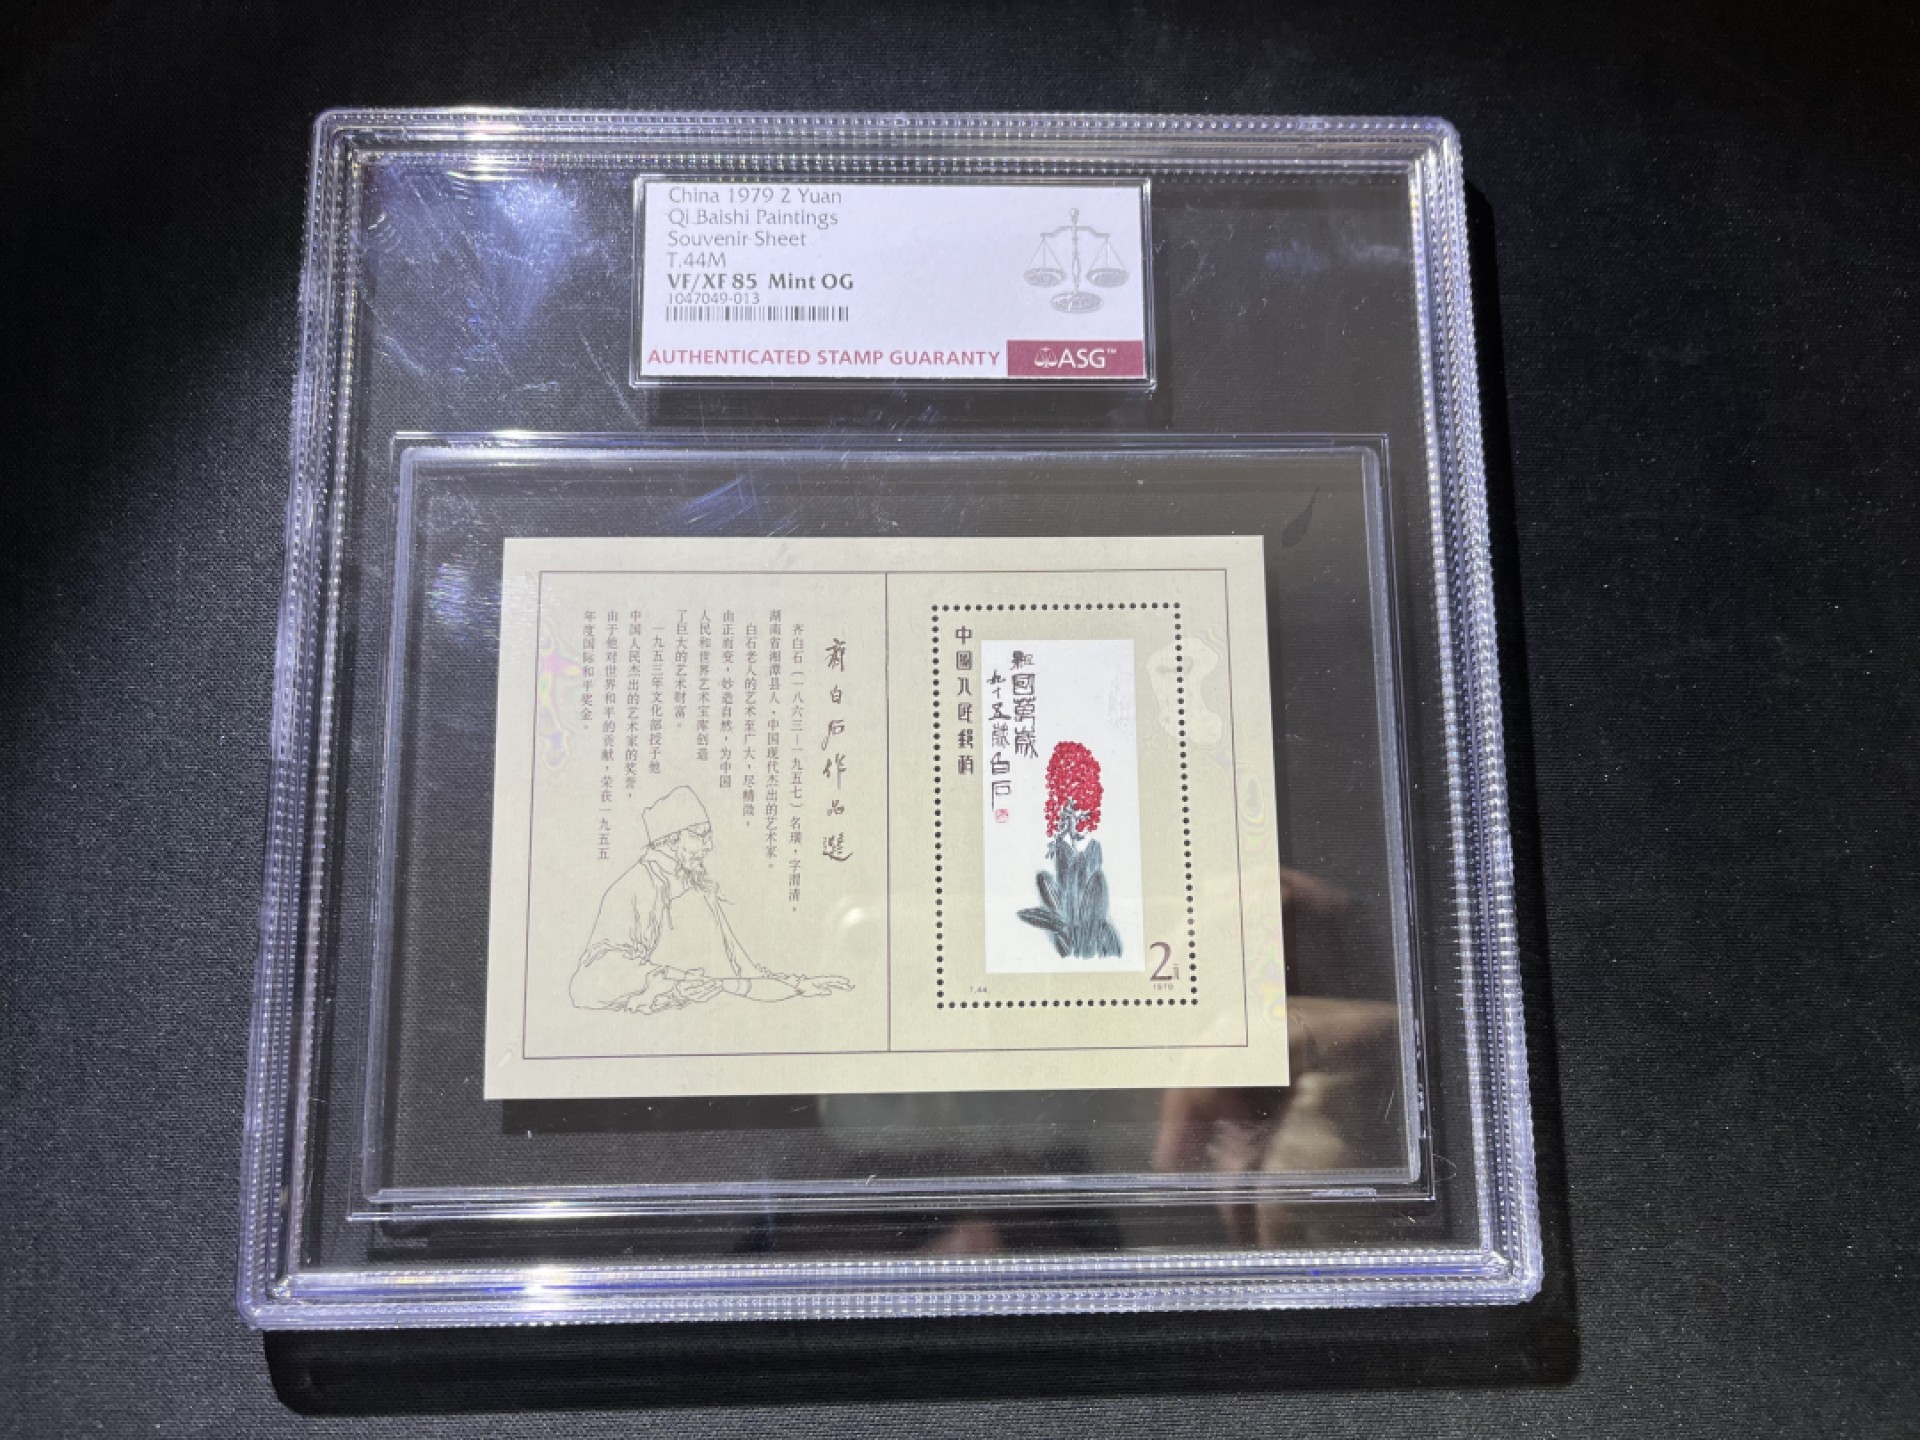 China 1979 2 Yuan
Qi Baishi Paintings
Souvenir Sheet
T.44M
VF/XF 85 Mint OG
1047049-013
AUTHENTICATED STAMP GUARANTY
ASG™
齊白石作品選
齐白石(一八六三—一九五七)名璜,字渭清,
湖南省湘潭县人、中国现代杰出的艺术家。
白石老人的艺术至广大,尽精微,
由正而变,妙造自然,为中国
人民和世界艺术宝库创造
了巨大的艺术财富。
一九五三年文化部授予他
中国人民杰出的艺术家的奖誉,
由于他对世界和平的贡献,荣获一九五五
年度国际和平奖金。
中國人民郵政
祖國萬歲
九十五歲白石
T.44.
2元
1979